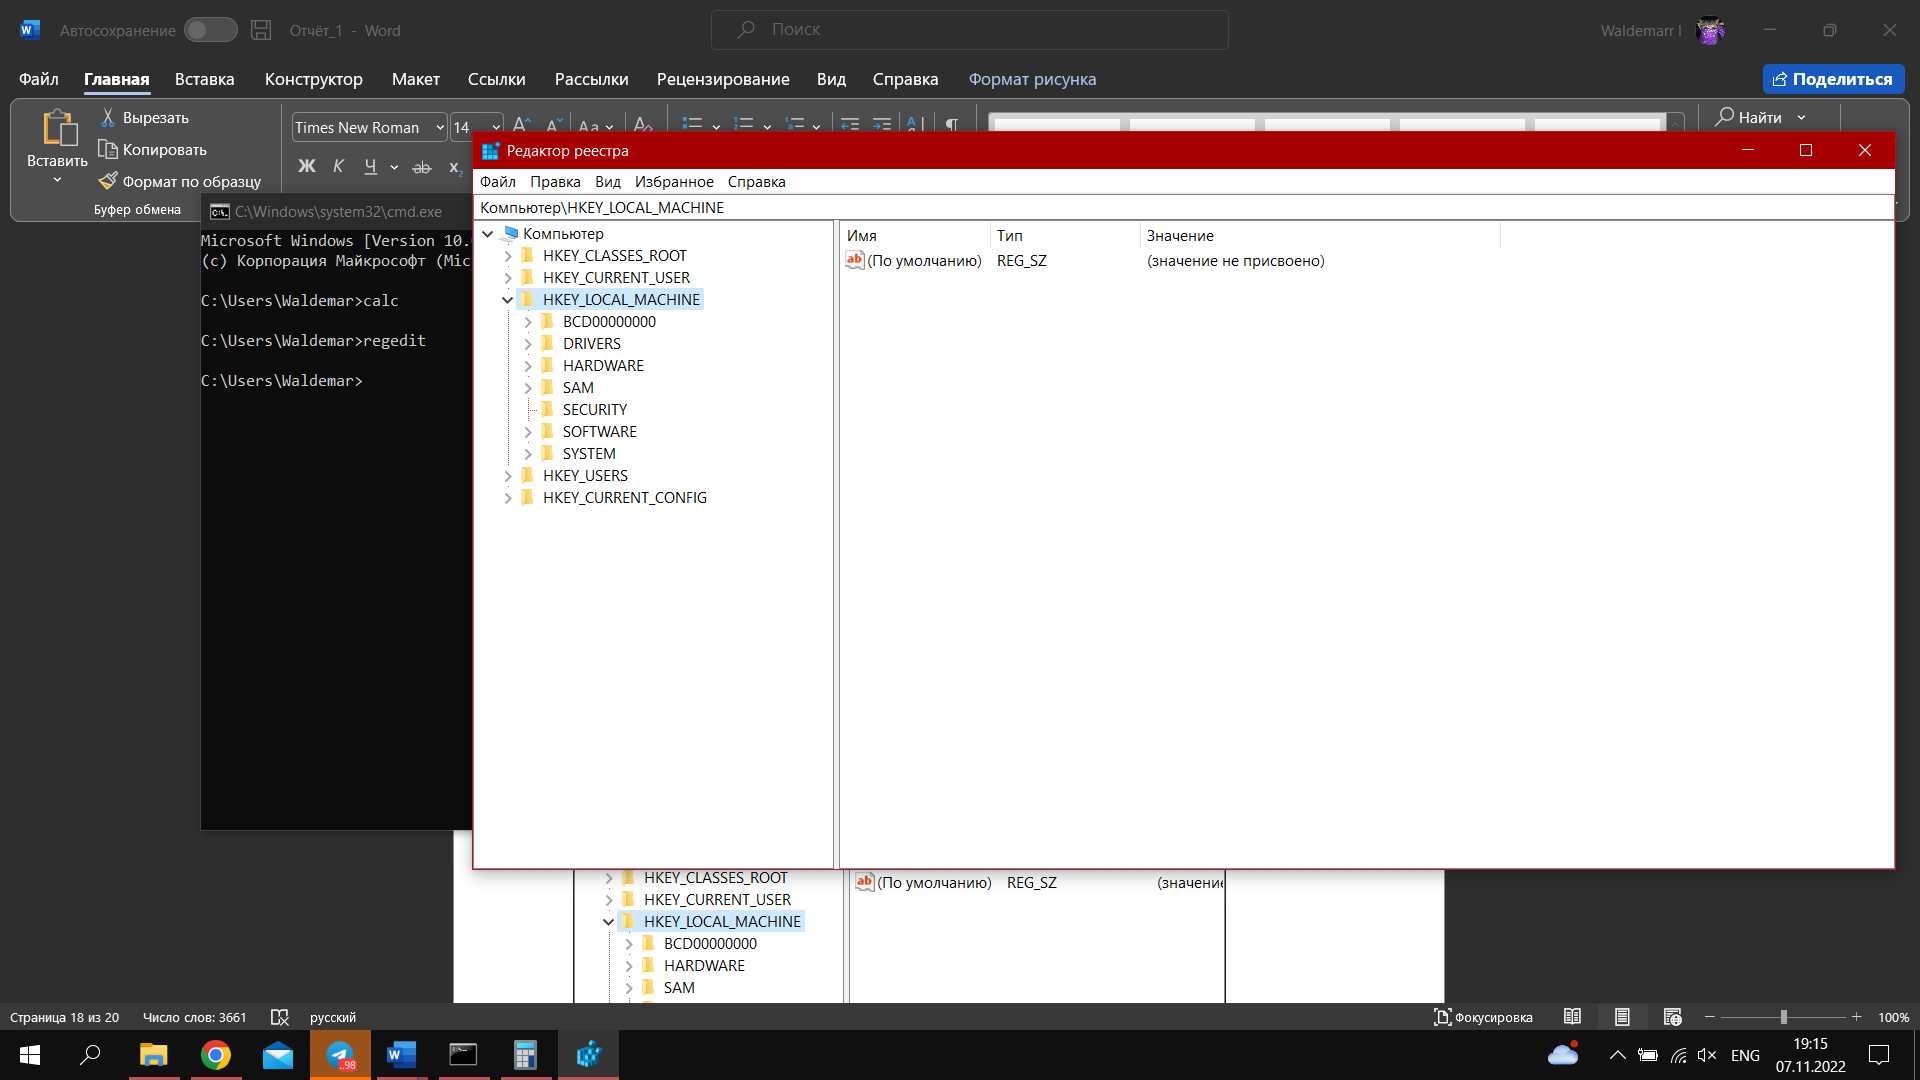 Автосохранение
Отчёт_1 - Word
Поиск
Waldemarr I
Файл Главная Вставка Конструктор Макет Ссылки Рассылки Рецензирование Вид Справка Формат рисунка
Поделиться
Вставить
Вырезать
Копировать
Формат по образцу
Буфер обмена
Times New Roman 14
Ж К Ч ab x₂
Найти
C:\Windows\system32\cmd.exe
Microsoft Windows [Version 10.
(c) Корпорация Майкрософт (Mic
C:\Users\Waldemar>calc
C:\Users\Waldemar>regedit
C:\Users\Waldemar>
Редактор реестра
Файл Правка Вид Избранное Справка
Компьютер\HKEY_LOCAL_MACHINE
Компьютер
HKEY_CLASSES_ROOT
HKEY_CURRENT_USER
HKEY_LOCAL_MACHINE
BCD00000000
DRIVERS
HARDWARE
SAM
SECURITY
SOFTWARE
SYSTEM
HKEY_USERS
HKEY_CURRENT_CONFIG
Имя Тип Значение
(По умолчанию) REG_SZ (значение не присвоено)
HKEY_CLASSES_ROOT
HKEY_CURRENT_USER
HKEY_LOCAL_MACHINE
BCD00000000
HARDWARE
SAM
(По умолчанию) REG_SZ (значени
Страница 18 из 20 Число слов: 3661 русский
Фокусировка
100%
..98
ENG
19:15
07.11.2022